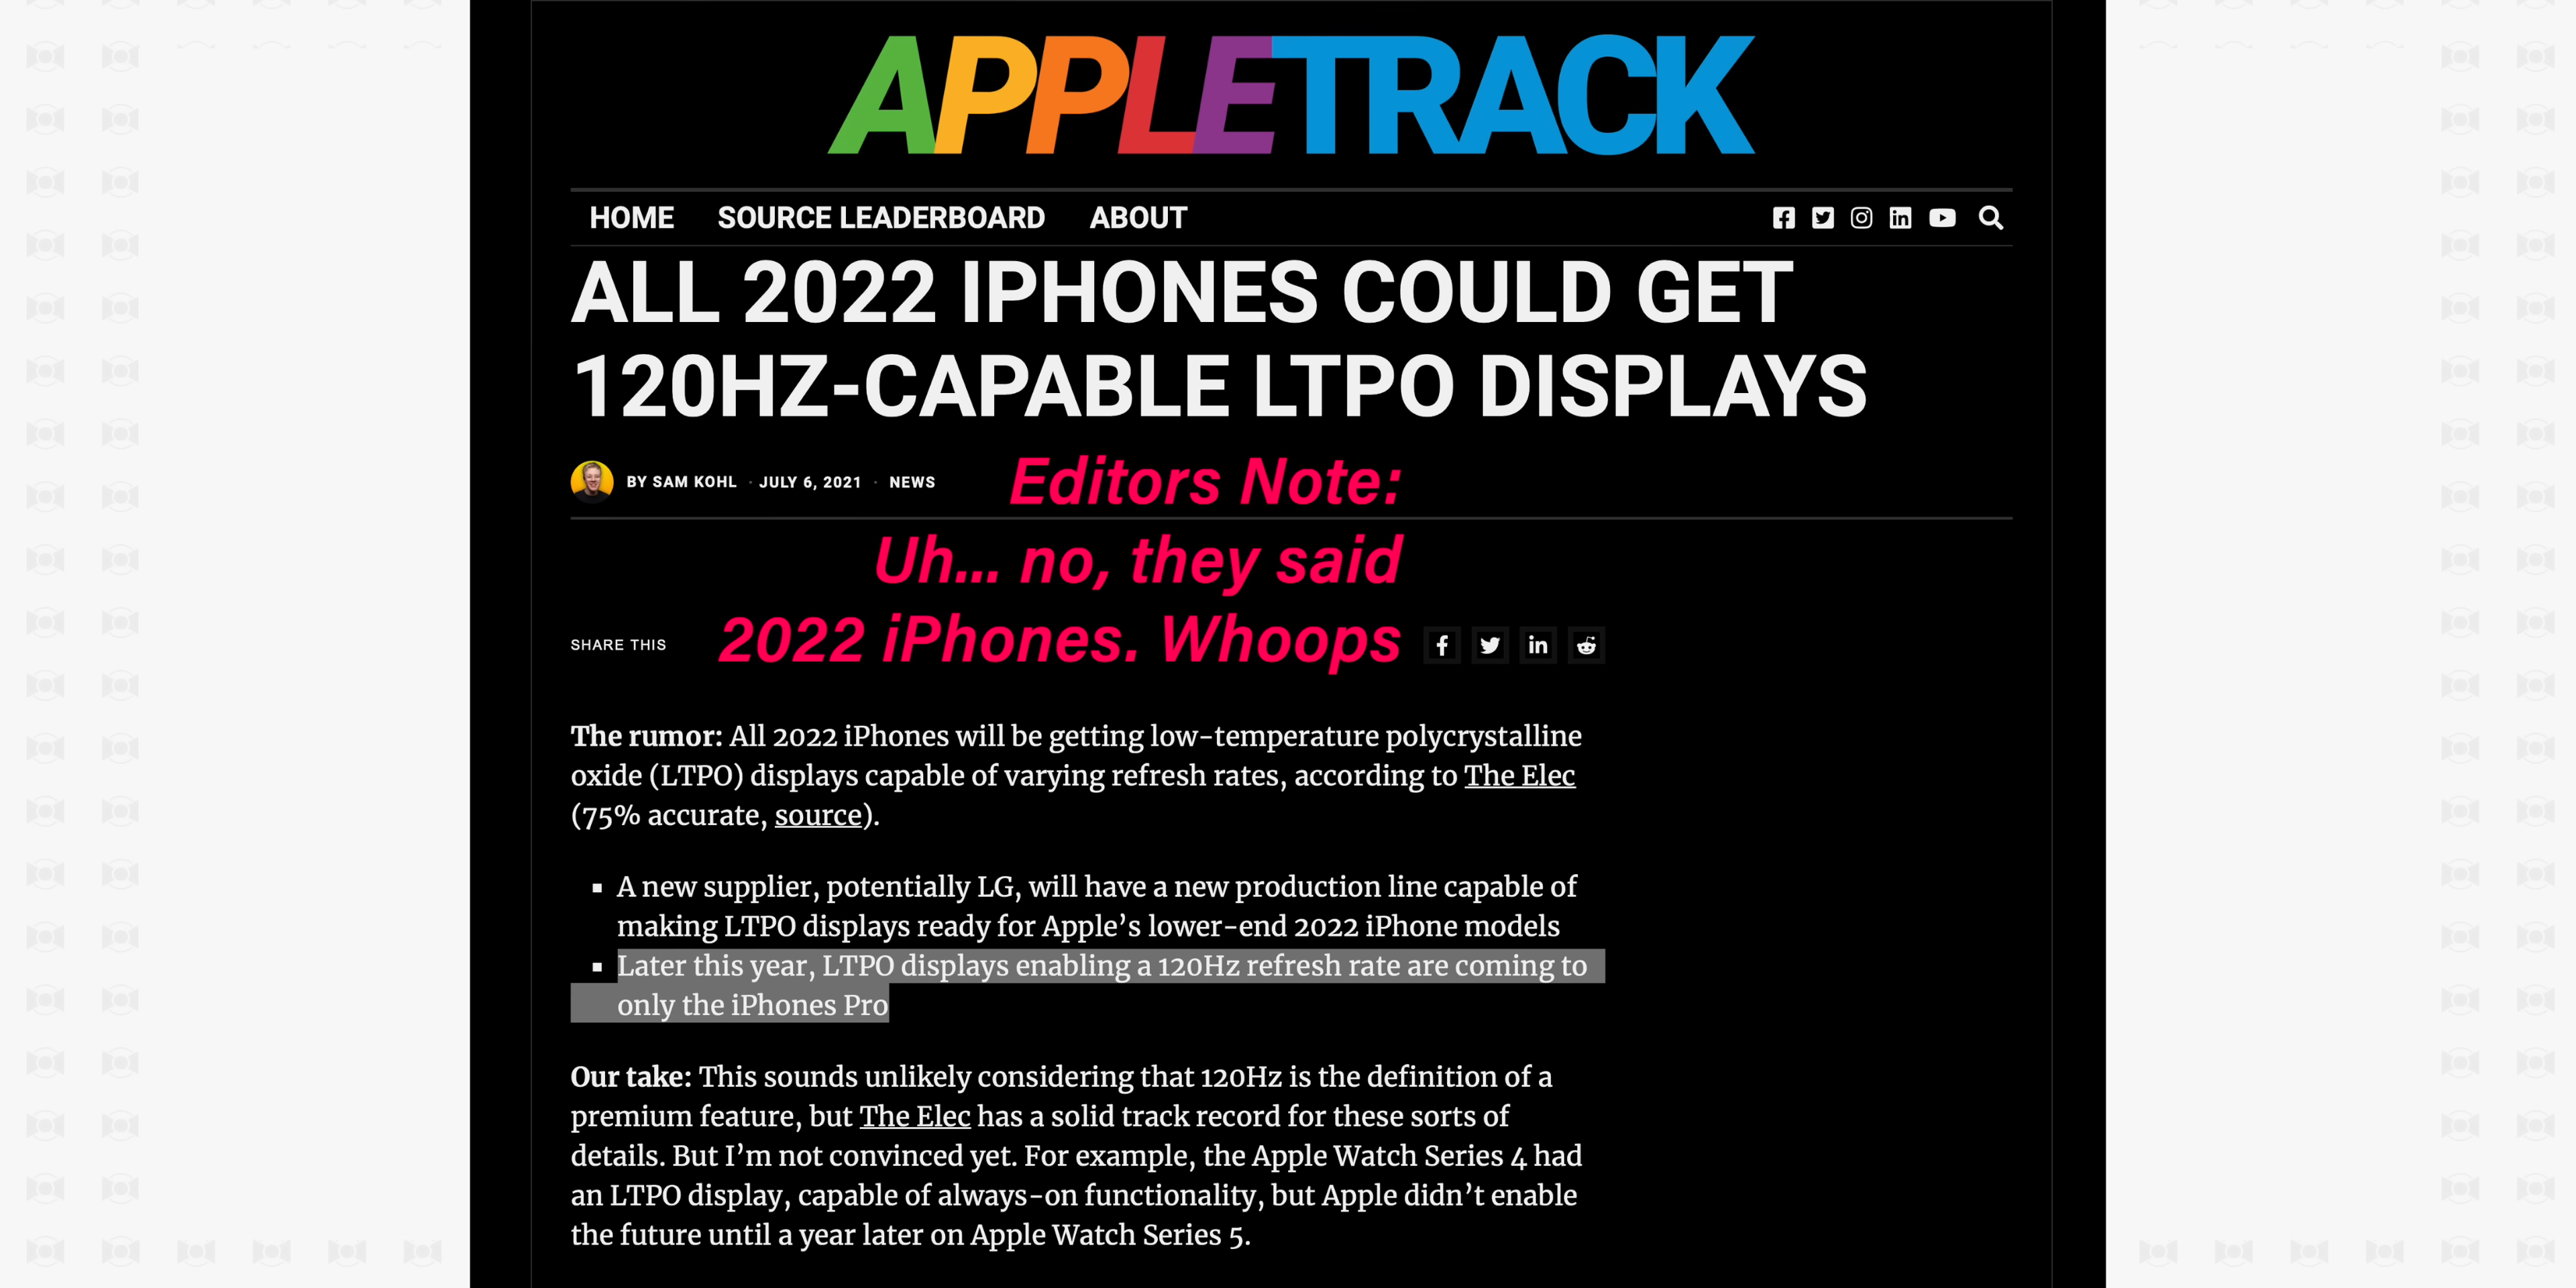 APPLETRACK
HOME SOURCE LEADERBOARD ABOUT
ALL 2022 IPHONES COULD GET
120HZ-CAPABLE LTPO DISPLAYS
BY SAM KOHL · JULY 6, 2021 · NEWS
Editors Note:
Uh... no, they said
2022 iPhones. Whoops
SHARE THIS
The rumor: All 2022 iPhones will be getting low-temperature polycrystalline
oxide (LTPO) displays capable of varying refresh rates, according to The Elec
(75% accurate, source).
▪ A new supplier, potentially LG, will have a new production line capable of
making LTPO displays ready for Apple’s lower-end 2022 iPhone models
▪ Later this year, LTPO displays enabling a 120Hz refresh rate are coming to
only the iPhones Pro
Our take: This sounds unlikely considering that 120Hz is the definition of a
premium feature, but The Elec has a solid track record for these sorts of
details. But I’m not convinced yet. For example, the Apple Watch Series 4 had
an LTPO display, capable of always-on functionality, but Apple didn’t enable
the future until a year later on Apple Watch Series 5.